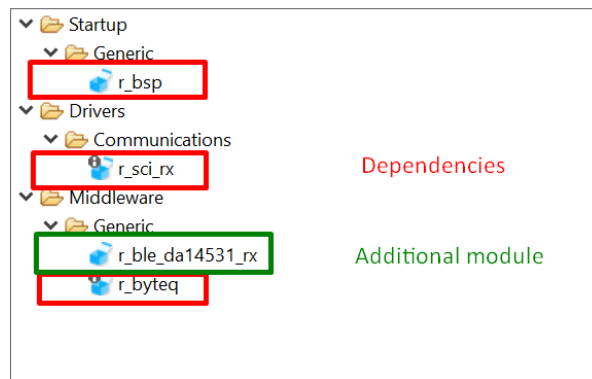 Startup
Generic
r_bsp
Drivers
Communications
r_sci_rx
Dependencies
Middleware
Generic
r_ble_da14531_rx
Additional module
r_byteq